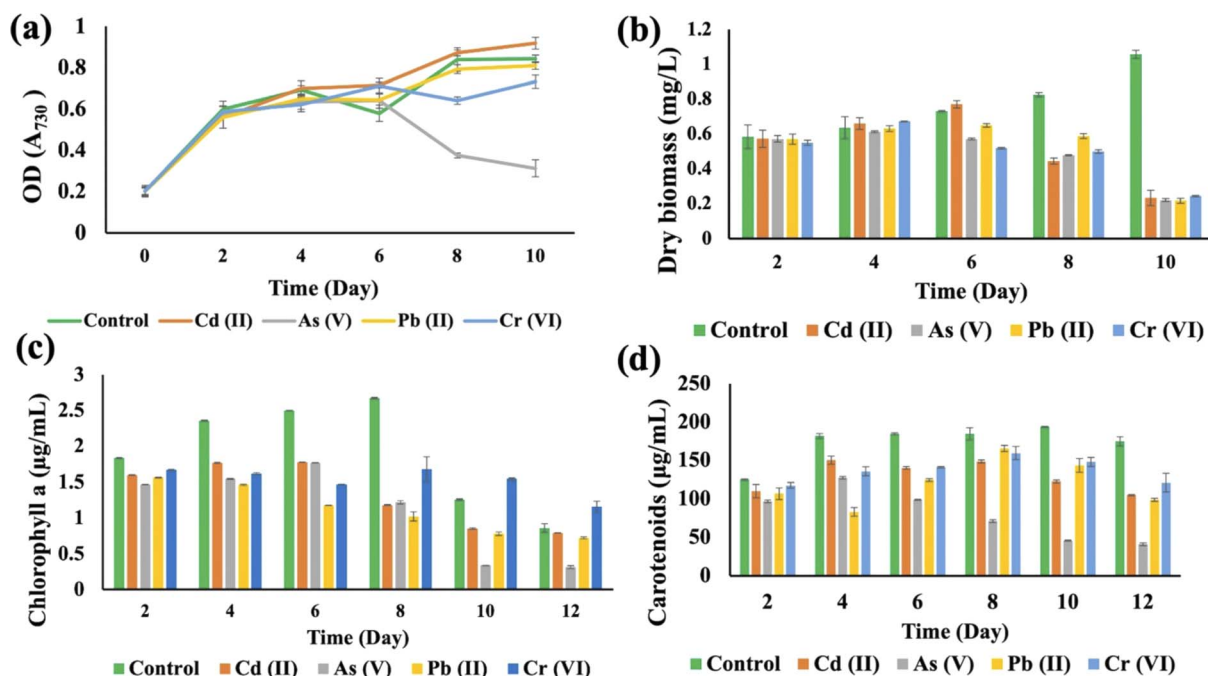 (a)
OD (A730)
1
0.8
0.6
0.4
0.2
0
0 2 4 6 8 10
Time (Day)
Control Cd (II) As (V) Pb (II) Cr (VI)
(b)
Dry biomass (mg/L)
1.2
1
0.8
0.6
0.4
0.2
0
2 4 6 8 10
Time (Day)
Control Cd (II) As (V) Pb (II) Cr (VI)
(c)
Chlorophyll a (µg/mL)
3
2.5
2
1.5
1
0.5
0
2 4 6 8 10 12
Time (Day)
Control Cd (II) As (V) Pb (II) Cr (VI)
(d)
Carotenoids (µg/mL)
250
200
150
100
50
0
2 4 6 8 10 12
Time (Day)
Control Cd (II) As (V) Pb (II) Cr (VI)